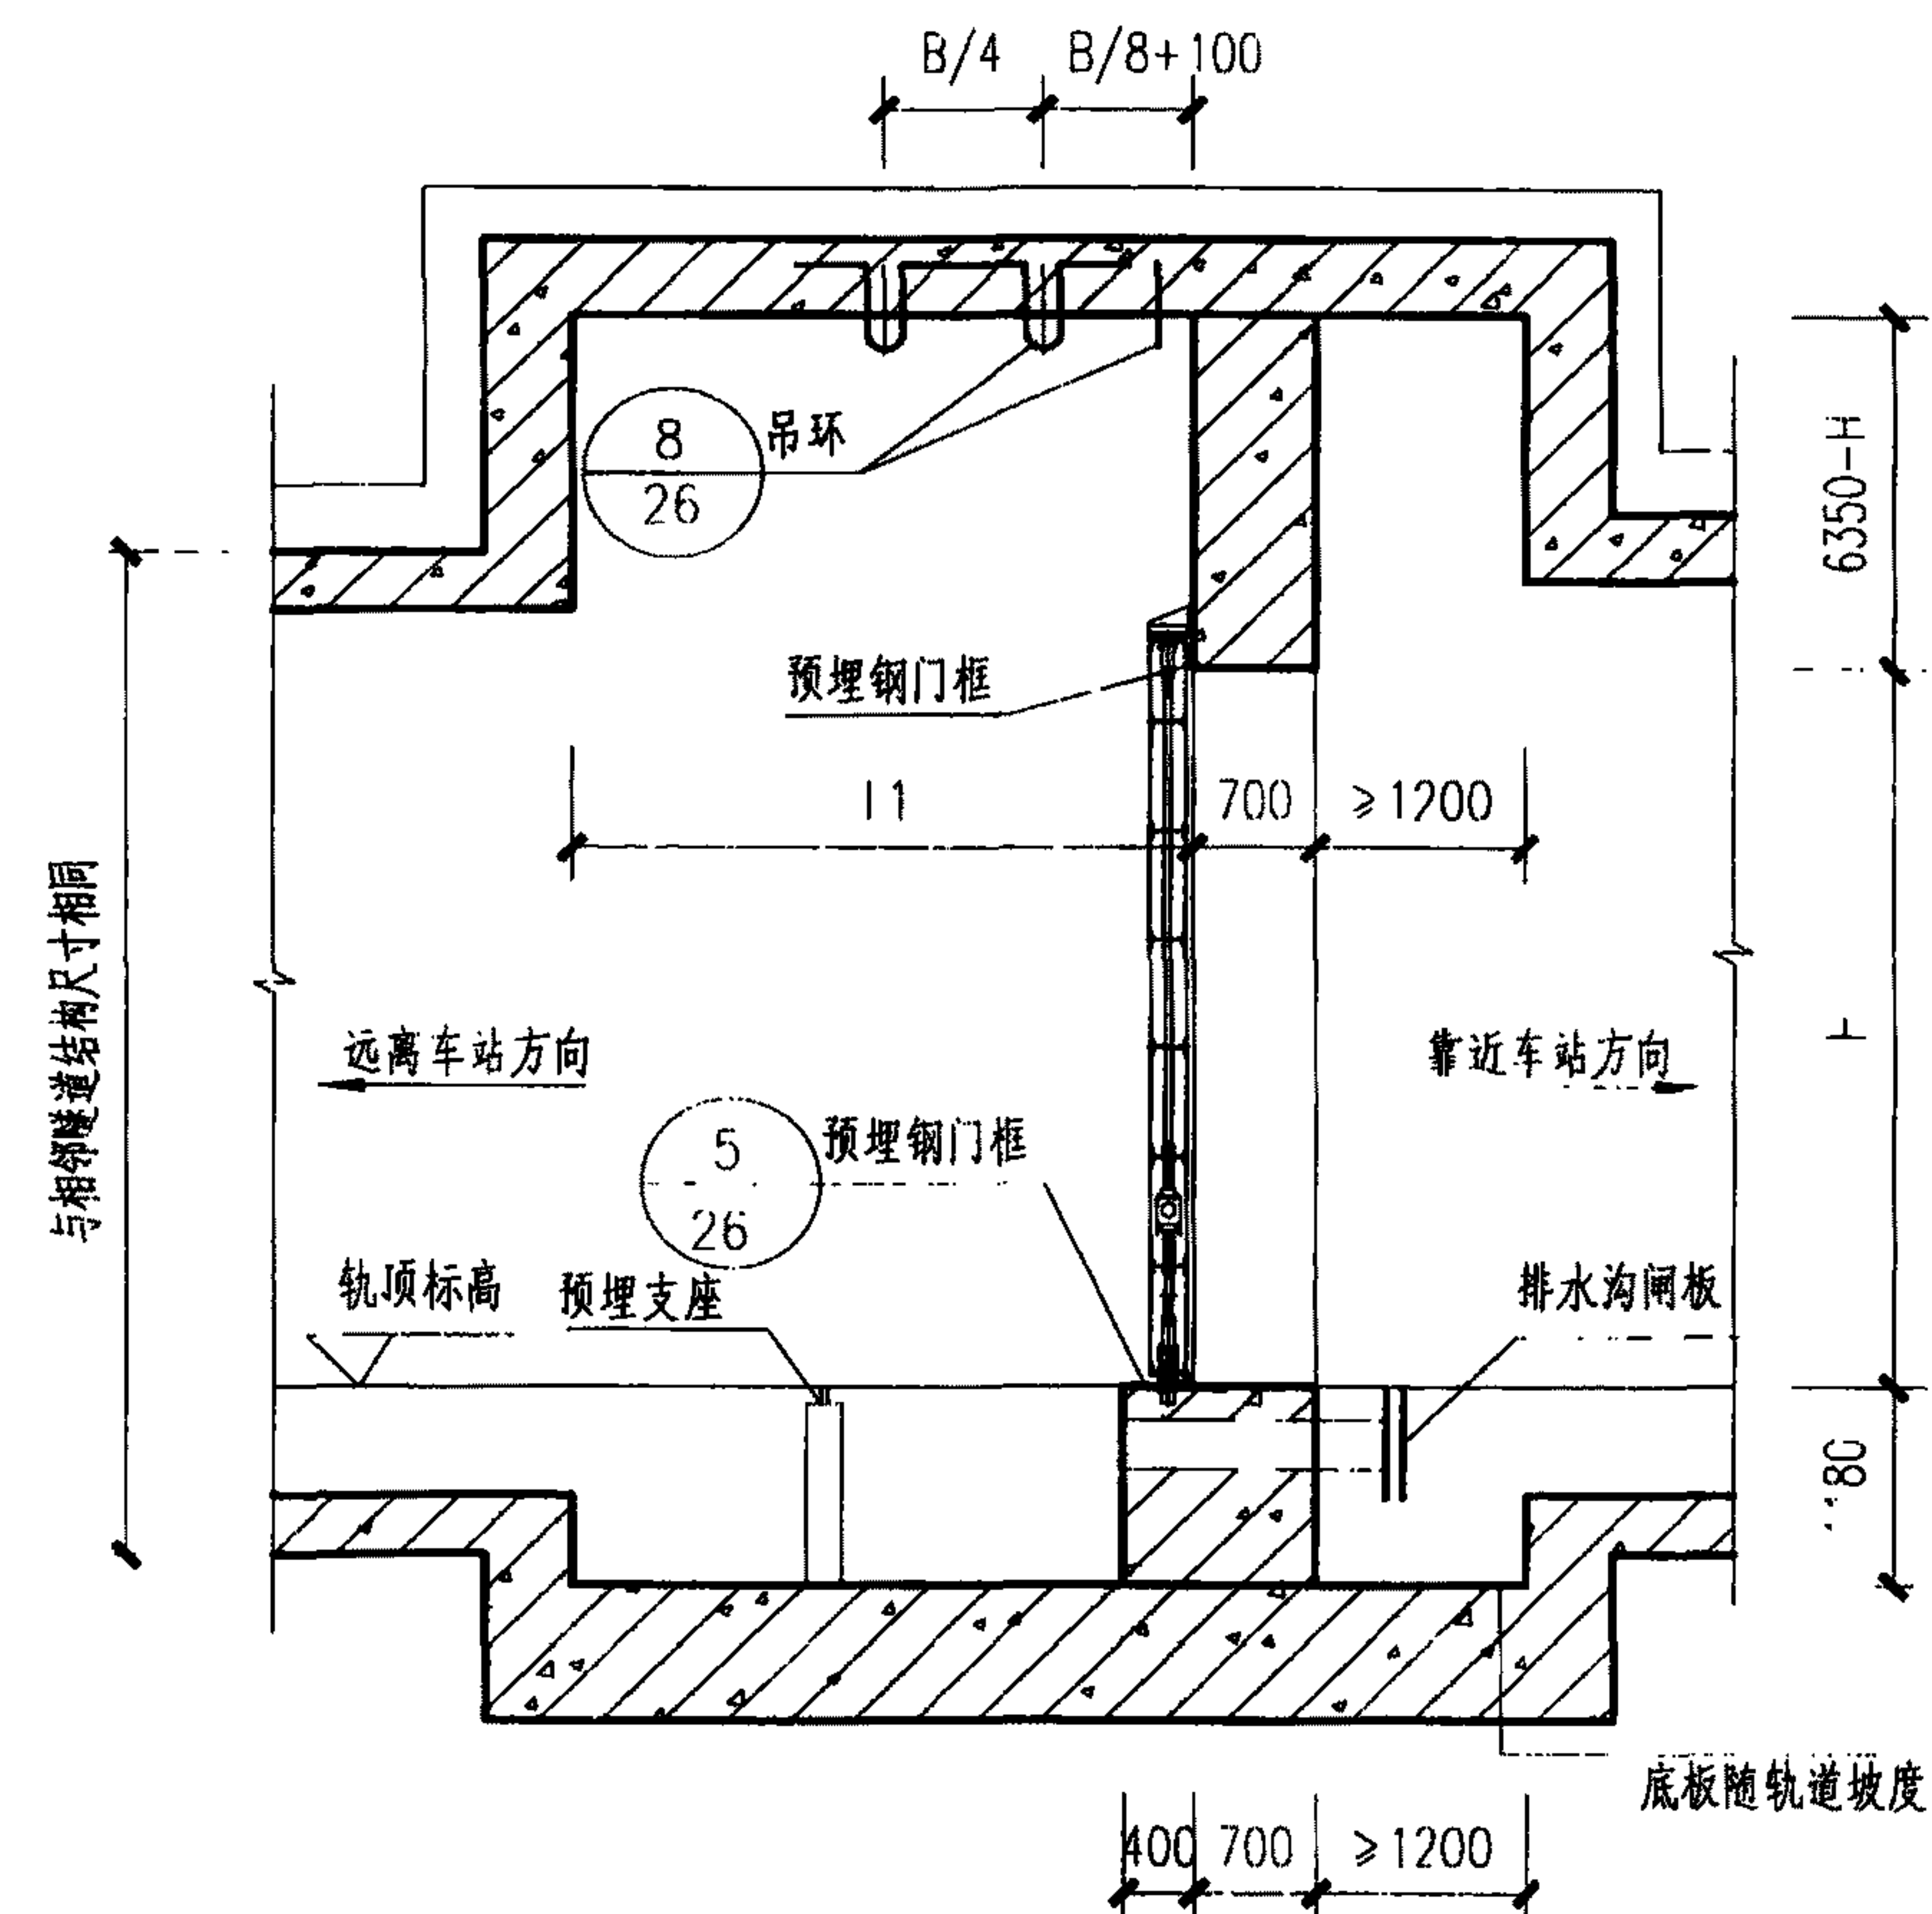 B/4
B/8+100
8
26
吊环
6350-H
预埋钢门框
l1
700
≥1200
与相邻隧道结构尺寸相同
远离车站方向
靠近车站方向
H
5
26
预埋钢门框
轨顶标高
预埋支座
排水沟闸板
底板随轨道坡度
400
700
≥1200